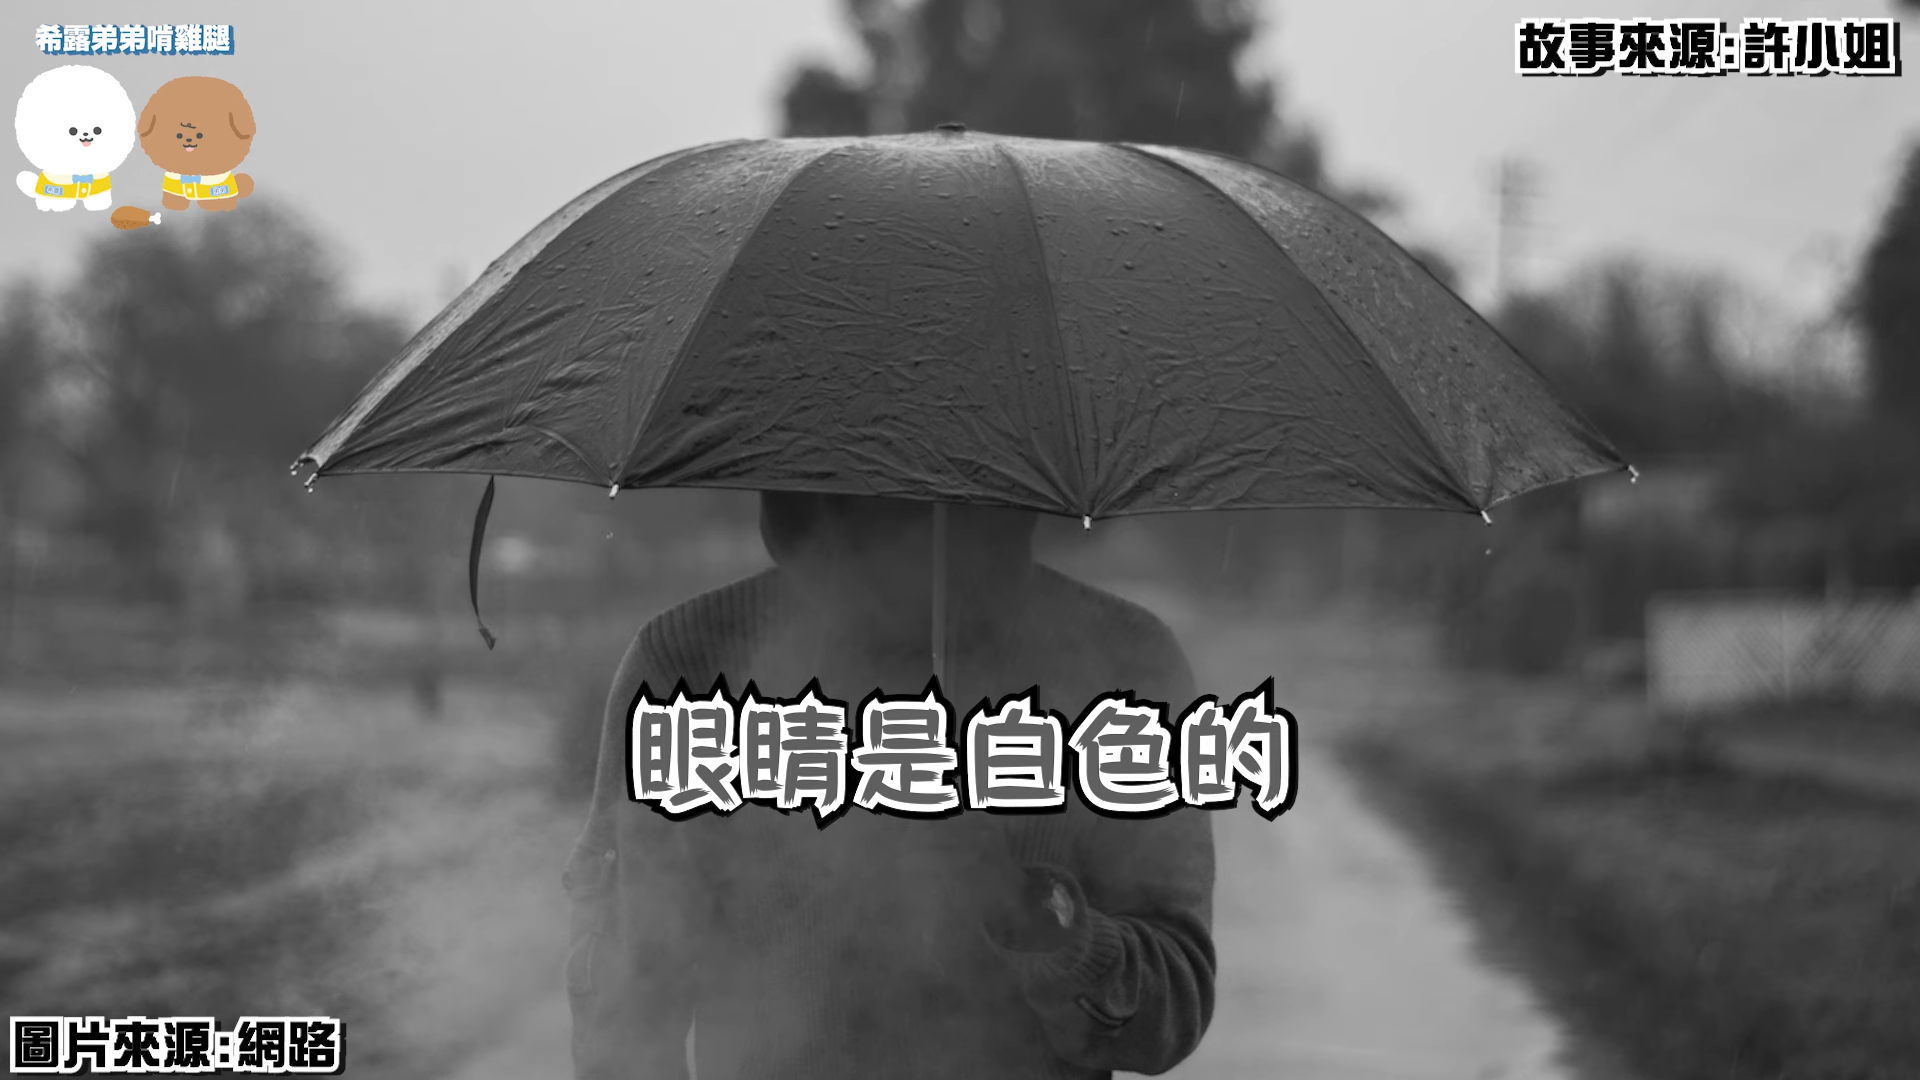 希露弟弟啃雞腿
故事來源:許小姐
眼睛是白色的
圖片來源:網路